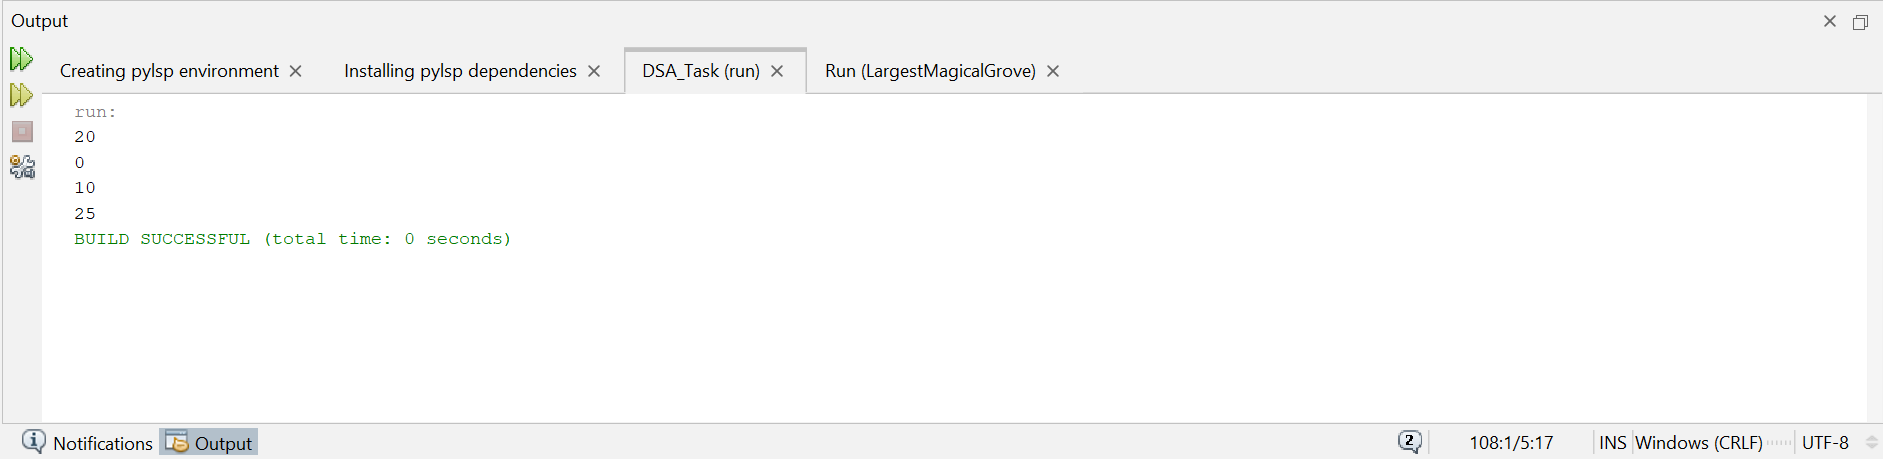 Output
Creating pylsp environment
Installing pylsp dependencies
DSA_Task (run)
Run (LargestMagicalGrove)
run:
20
0
10
25
BUILD SUCCESSFUL (total time: 0 seconds)
Notifications
Output
2
108:1/5:17
INS
Windows (CRLF)
UTF-8